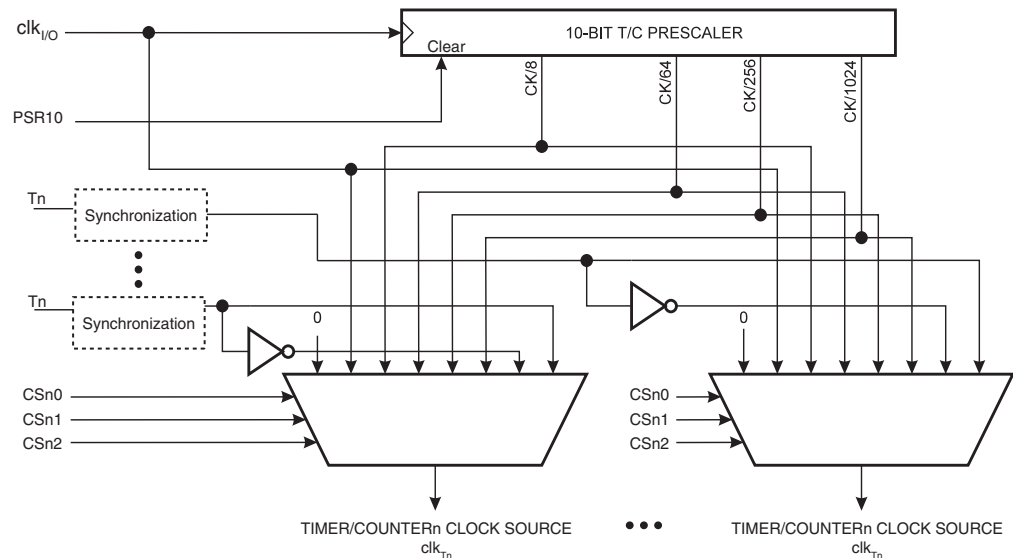 clkI/O
10-BIT T/C PRESCALER
Clear
CK/8
CK/64
CK/256
CK/1024
PSR10
Tn
Synchronization
Tn
Synchronization
0
0
CSn0
CSn1
CSn2
CSn0
CSn1
CSn2
TIMER/COUNTERn CLOCK SOURCE
clkTn
TIMER/COUNTERn CLOCK SOURCE
clkTn